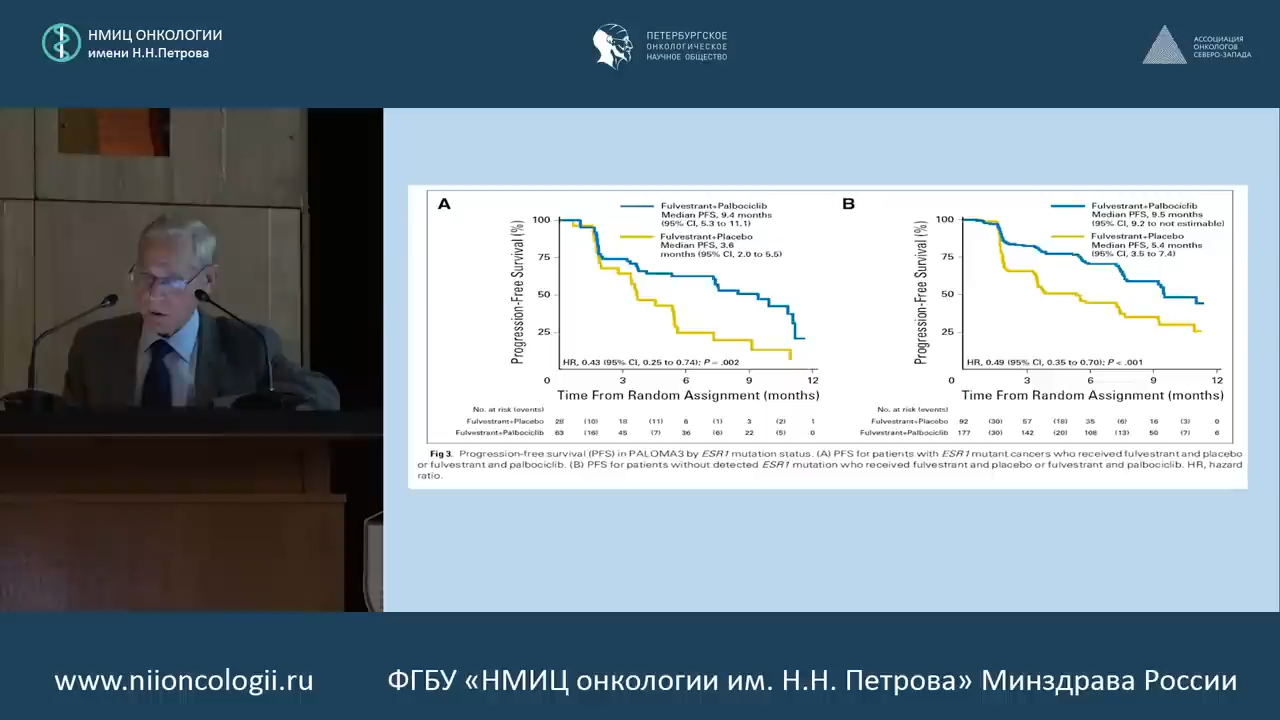 НМИЦ ОНКОЛОГИИ
имени Н.Н.Петрова
ПЕТЕРБУРГСКОЕ
ОНКОЛОГИЧЕСКОЕ
НАУЧНОЕ ОБЩЕСТВО
АССОЦИАЦИЯ
ОНКОЛОГОВ
СЕВЕРО-ЗАПАДА
A
Fulvestrant+Palbociclib
Median PFS, 9.4 months
(95% CI, 5.3 to 11.1)
Fulvestrant+Placebo
Median PFS, 3.6
months (95% CI, 2.0 to 5.5)
Progression-Free Survival (%)
100
75
50
25
HR, 0.43 (95% CI, 0.25 to 0.74); P = .002
0 3 6 9 12
Time From Random Assignment (months)
No. at risk (events)
Fulvestrant+Placebo 28 (10) 18 (11) 6 (1) 3 (2) 1
Fulvestrant+Palbociclib 63 (16) 45 (7) 36 (6) 22 (5) 0
B
Fulvestrant+Palbociclib
Median PFS, 9.5 months
(95% CI, 9.2 to not estimable)
Fulvestrant+Placebo
Median PFS, 5.4 months
(95% CI, 3.5 to 7.4)
Progression-Free Survival (%)
100
75
50
25
HR, 0.49 (95% CI, 0.35 to 0.70); P < .001
0 3 6 9 12
Time From Random Assignment (months)
No. at risk (events)
Fulvestrant+Placebo 92 (30) 57 (18) 35 (6) 16 (3) 0
Fulvestrant+Palbociclib 177 (30) 142 (20) 108 (13) 50 (7) 6
Fig 3. Progression-free survival (PFS) in PALOMA3 by ESR1 mutation status. (A) PFS for patients with ESR1 mutant cancers who received fulvestrant and placebo
or fulvestrant and palbociclib. (B) PFS for patients without detected ESR1 mutation who received fulvestrant and placebo or fulvestrant and palbociclib. HR, hazard
ratio.
www.niioncologii.ru
ФГБУ «НМИЦ онкологии им. Н.Н. Петрова» Минздрава России